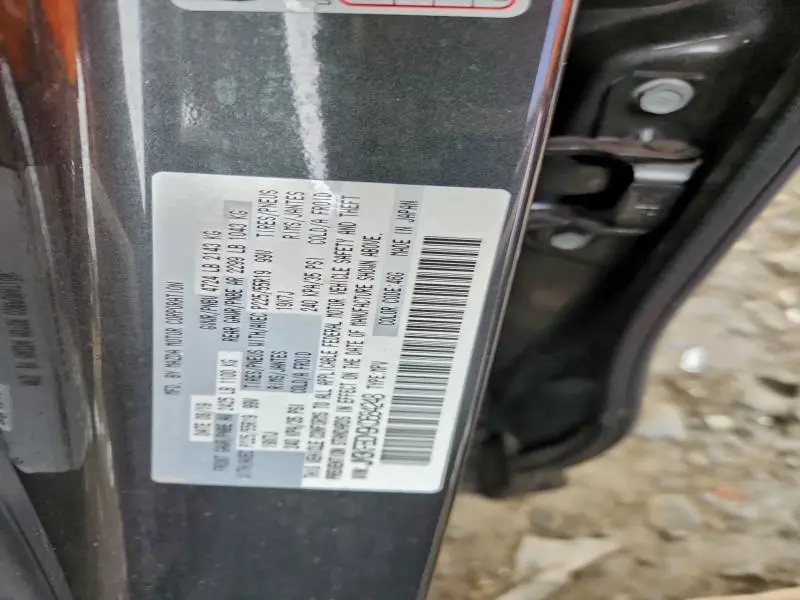 MFG. BY MAZDA MOTOR CORPORATION
DATE: 08/19 GVWR/PNBV 4724 LB 2143 KG
FRONT GAWR/PNBE AV 2436 LB 1100 KG REAR GAWR/PNBE AR 2299 LB 1043 KG
WITH/AVEC P225/55R19 99V TIRES/PNEUS WITH/AVEC P225/55R19 99V TIRES/PNEUS
19X7J RIMS/JANTES 19X7J RIMS/JANTES
240 KPA/35 PSI COLD/A FROID 240 KPA/35 PSI COLD/A FROID
THIS VEHICLE CONFORMS TO ALL APPLICABLE FEDERAL MOTOR VEHICLE SAFETY AND THEFT
PREVENTION STANDARDS IN EFFECT ON THE DATE OF MANUFACTURE SHOWN ABOVE.
TYPE:MPV COLOR CODE:46G MADE IN JAPAN